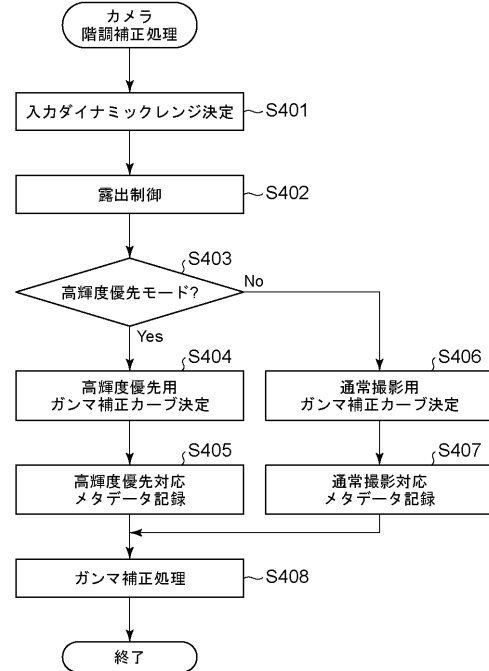 カメラ
階調補正処理
入力ダイナミックレンジ決定
S401
露出制御
S402
S403
高輝度優先モード?
No
Yes
S404
高輝度優先用
ガンマ補正カーブ決定
S406
通常撮影用
ガンマ補正カーブ決定
S405
高輝度優先対応
メタデータ記録
S407
通常撮影対応
メタデータ記録
ガンマ補正処理
S408
終了